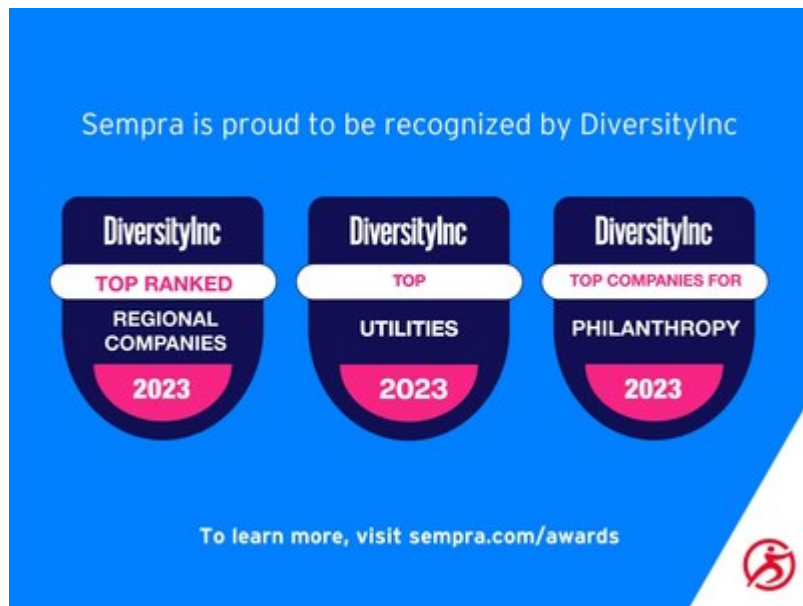 Sempra is proud to be recognized by DiversityInc
DiversityInc
TOP RANKED
REGIONAL
COMPANIES
2023
DiversityInc
TOP
UTILITIES
2023
DiversityInc
TOP COMPANIES FOR
PHILANTHROPY
2023
To learn more, visit sempra.com/awards